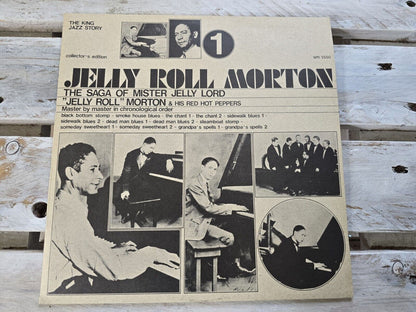 THE KING
JAZZ STORY
collector's edition
1
JELLY ROLL MORTON
THE SAGA OF MISTER JELLY LORD
"JELLY ROLL" MORTON & HIS RED HOT PEPPERS
Master by master in chronological order
black bottom stomp - smoke house blues - the chant 1 - the chant 2 - sidewalk blues 1
sidewalk blues 2 - dead man blues 1 - dead man blues 2 - steamboat stomp
someday sweetheart 1 - someday sweetheart 2 - grandpa's spells 1 - grandpa's spells 2